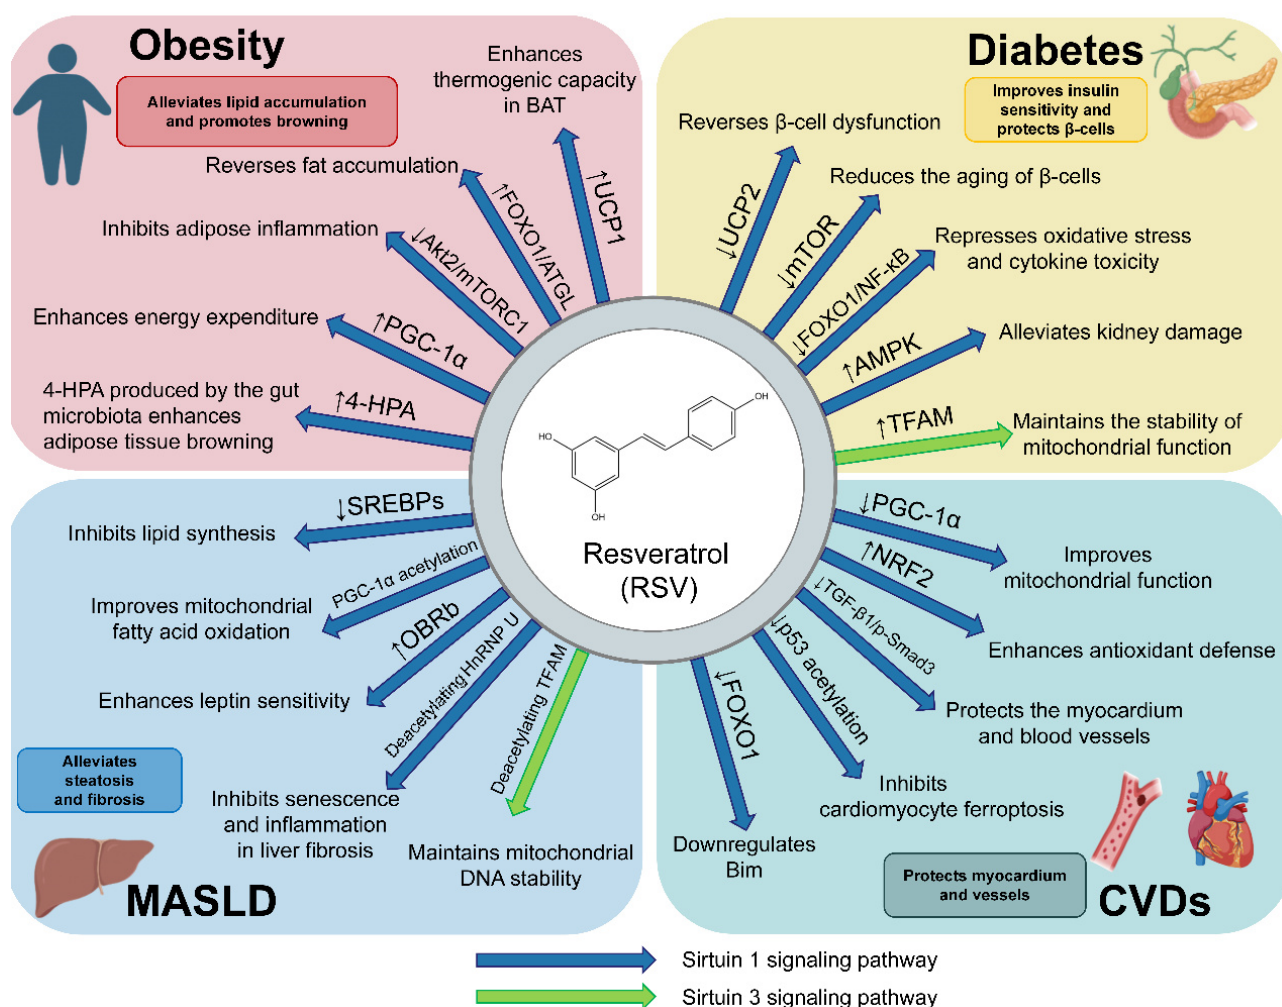 Obesity
Alleviates lipid accumulation
and promotes browning
Enhances
thermogenic capacity
in BAT
↑UCP1
Reverses fat accumulation
↑FOXO1/ATGL
Inhibits adipose inflammation
↓Akt2/mTORC1
Enhances energy expenditure
↑PGC-1α
4-HPA produced by the gut
microbiota enhances
adipose tissue browning
↑4-HPA
Diabetes
Improves insulin
sensitivity and
protects β-cells
Reverses β-cell dysfunction
↓UCP2
Reduces the aging of β-cells
↓mTOR
Represses oxidative stress
and cytokine toxicity
↓FOXO1/NF-κB
Alleviates kidney damage
↑AMPK
Maintains the stability of
mitochondrial function
↑TFAM
OH
HO
OH
Resveratrol
(RSV)
↓SREBPs
Inhibits lipid synthesis
PGC-1α acetylation
Improves mitochondrial
fatty acid oxidation
↑OBRb
Enhances leptin sensitivity
Deacetylating HnRNP U
Inhibits senescence
and inflammation
in liver fibrosis
Deacetylating TFAM
Maintains mitochondrial
DNA stability
Alleviates
steatosis
and fibrosis
MASLD
↓PGC-1α
Improves
mitochondrial function
↑NRF2
Enhances antioxidant defense
↓TGF-β1/p-Smad3
Protects the myocardium
and blood vessels
↓p53 acetylation
Inhibits
cardiomyocyte ferroptosis
↓FOXO1
Downregulates
Bim
Protects myocardium
and vessels
CVDs
Sirtuin 1 signaling pathway
Sirtuin 3 signaling pathway